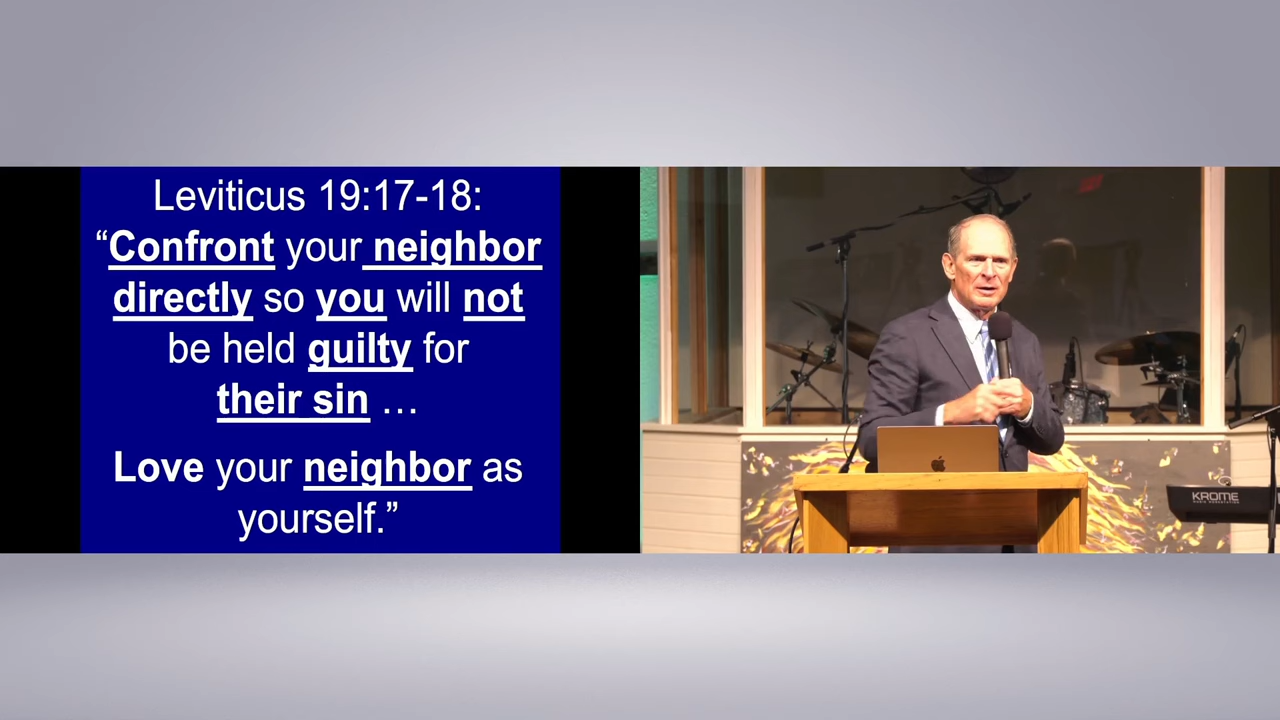 Leviticus 19:17-18:
“Confront your neighbor
directly so you will not
be held guilty for
their sin …
Love your neighbor as
yourself.”
KROME